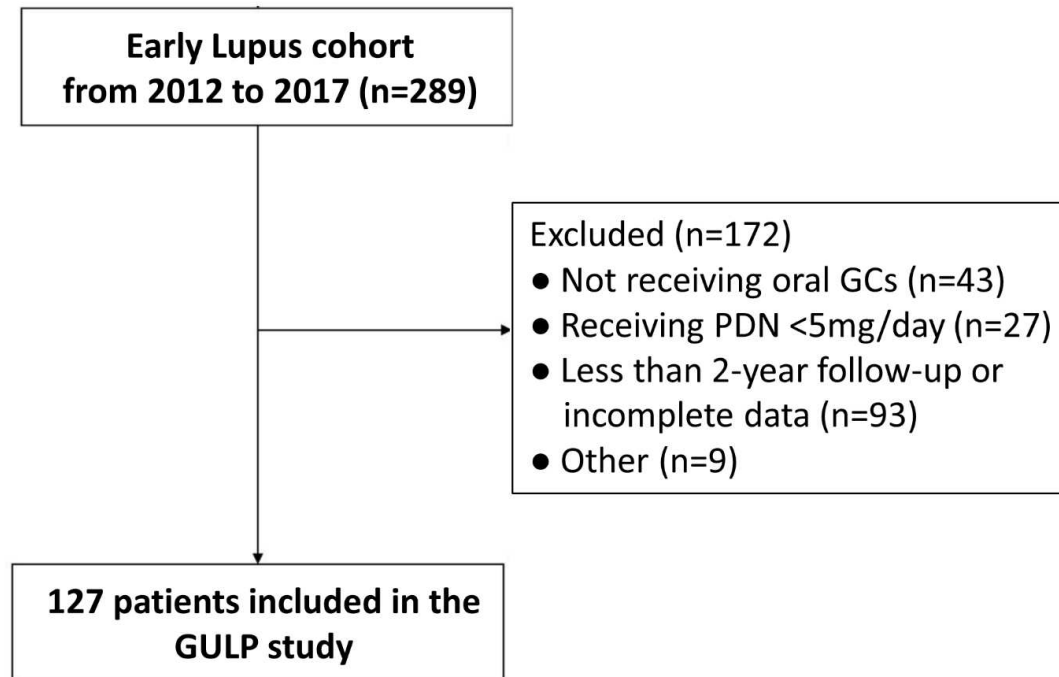 Early Lupus cohort
from 2012 to 2017 (n=289)
Excluded (n=172)
● Not receiving oral GCs (n=43)
● Receiving PDN <5mg/day (n=27)
● Less than 2-year follow-up or
incomplete data (n=93)
● Other (n=9)
127 patients included in the
GULP study